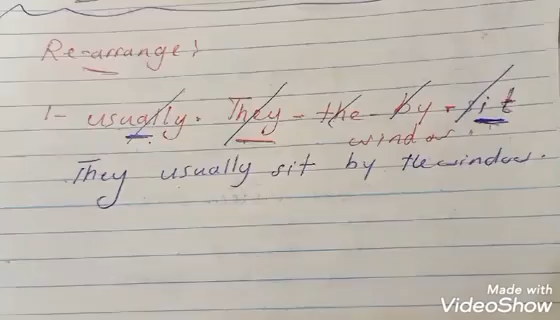 Re-arrange:
1- usually. They - the - by - sit
window.
They usually sit by the window.
Made with
VideoShow